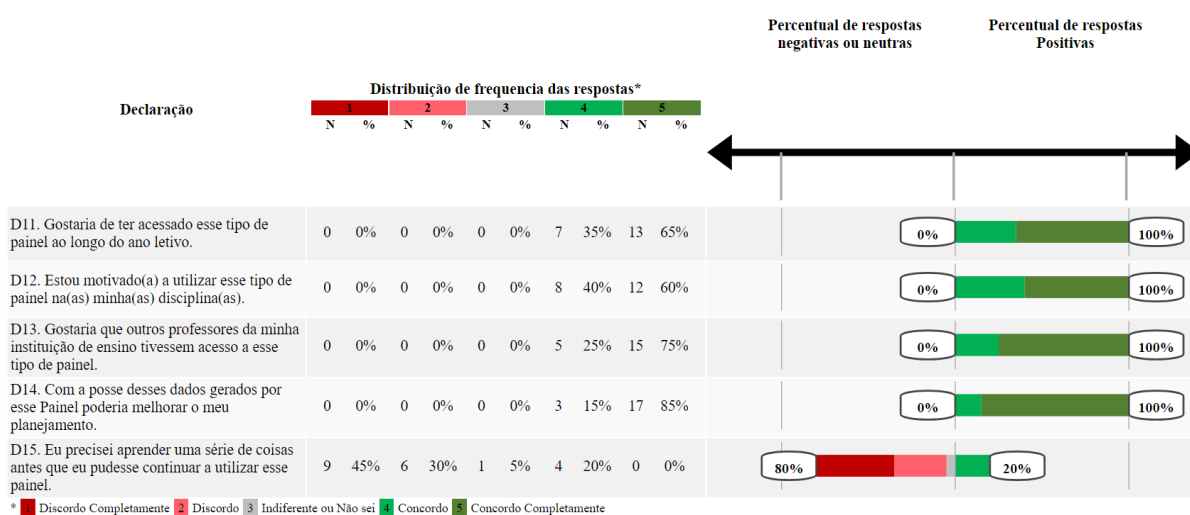 Percentual de respostas
negativas ou neutras
Percentual de respostas
Positivas
Distribuição de frequencia das respostas*
Declaração
1 2 3 4 5
N % N % N % N % N %
D11. Gostaria de ter acessado esse tipo de
painel ao longo do ano letivo.
0 0% 0 0% 0 0% 7 35% 13 65%
0% 100%
D12. Estou motivado(a) a utilizar esse tipo de
painel na(as) minha(as) disciplina(as).
0 0% 0 0% 0 0% 8 40% 12 60%
0% 100%
D13. Gostaria que outros professores da minha
instituição de ensino tivessem acesso a esse
tipo de painel.
0 0% 0 0% 0 0% 5 25% 15 75%
0% 100%
D14. Com a posse desses dados gerados por
esse Painel poderia melhorar o meu
planejamento.
0 0% 0 0% 0 0% 3 15% 17 85%
0% 100%
D15. Eu precisei aprender uma série de coisas
antes que eu pudesse continuar a utilizar esse
painel.
9 45% 6 30% 1 5% 4 20% 0 0%
80% 20%
* 1 Discordo Completamente 2 Discordo 3 Indiferente ou Não sei 4 Concordo 5 Concordo Completamente